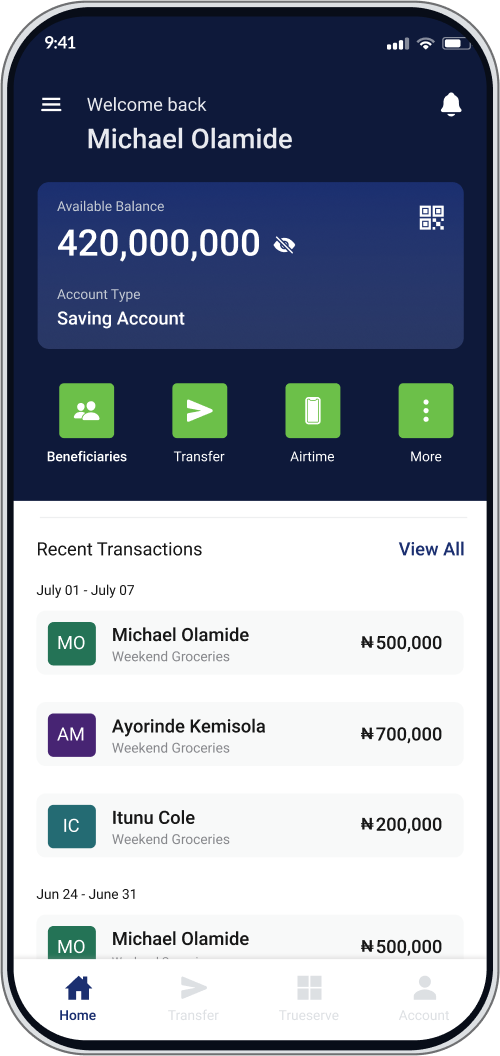 9:41
Welcome back
Michael Olamide
Available Balance
420,000,000
Account Type
Saving Account
Beneficiaries
Transfer
Airtime
More
Recent Transactions
View All
July 01 - July 07
MO
Michael Olamide
Weekend Groceries
₦500,000
AM
Ayorinde Kemisola
Weekend Groceries
₦700,000
IC
Itunu Cole
Weekend Groceries
₦200,000
Jun 24 - June 31
MO
Michael Olamide
₦500,000
Home
Transfer
Trueserve
Account